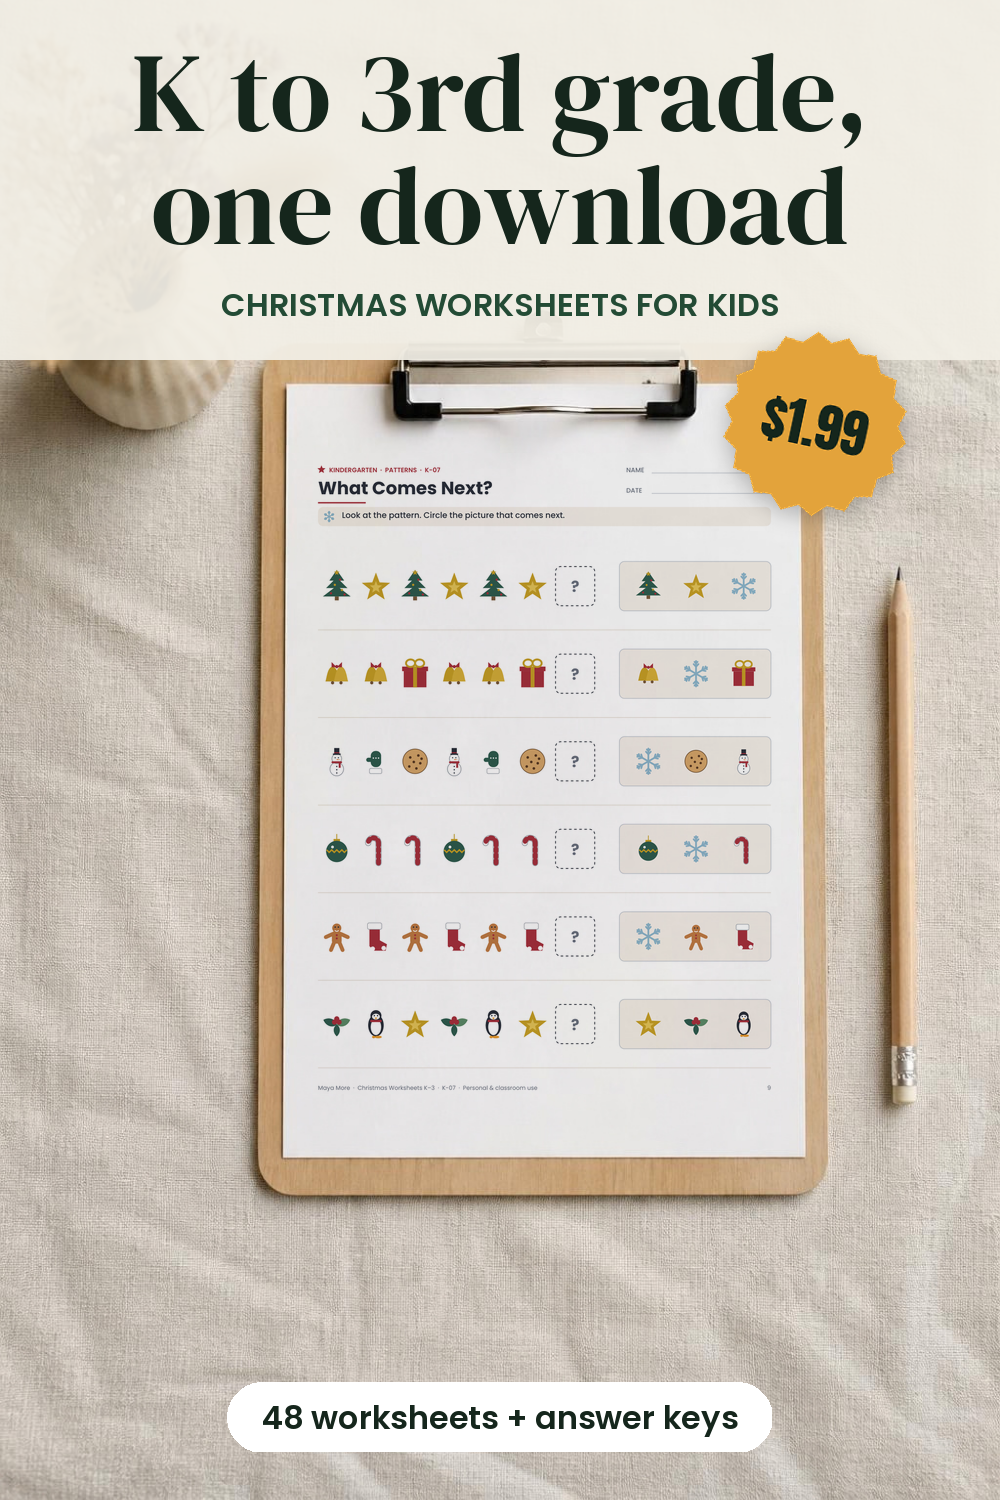 K to 3rd grade,
one download
CHRISTMAS WORKSHEETS FOR KIDS
$1.99
KINDERGARTEN · PATTERNS · K-07
NAME
What Comes Next?
DATE
Look at the pattern. Circle the picture that comes next.
?
?
?
?
?
?
Maya More · Christmas Worksheets K-3 · K-07 · Personal & classroom use
9
48 worksheets + answer keys